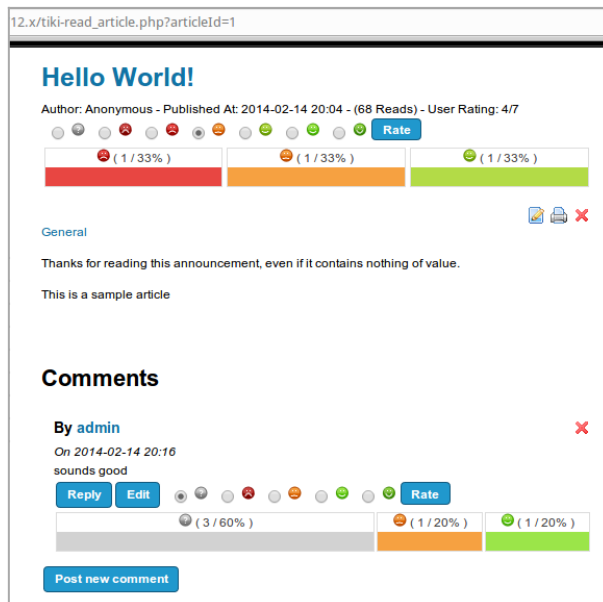 12.x/tiki-read_article.php?articleId=1
Hello World!
Author: Anonymous - Published At: 2014-02-14 20:04 - (68 Reads) - User Rating: 4/7
Rate
( 1 / 33% ) ( 1 / 33% ) ( 1 / 33% )
General
Thanks for reading this announcement, even if it contains nothing of value.
This is a sample article
Comments
By admin
On 2014-02-14 20:16
sounds good
Reply Edit Rate
( 3 / 60% ) ( 1 / 20% ) ( 1 / 20% )
Post new comment